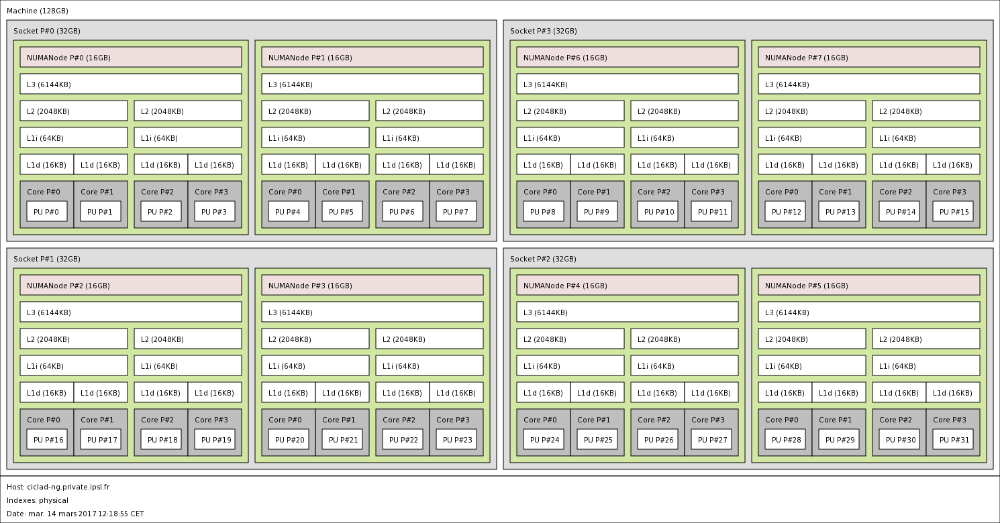 Machine (128GB)
Socket P#0 (32GB)
NUMANode P#0 (16GB)
L3 (6144KB)
L2 (2048KB) L2 (2048KB)
L1i (64KB) L1i (64KB)
L1d (16KB) L1d (16KB) L1d (16KB) L1d (16KB)
Core P#0 Core P#1 Core P#2 Core P#3
PU P#0 PU P#1 PU P#2 PU P#3
NUMANode P#1 (16GB)
L3 (6144KB)
L2 (2048KB) L2 (2048KB)
L1i (64KB) L1i (64KB)
L1d (16KB) L1d (16KB) L1d (16KB) L1d (16KB)
Core P#0 Core P#1 Core P#2 Core P#3
PU P#4 PU P#5 PU P#6 PU P#7
Socket P#3 (32GB)
NUMANode P#6 (16GB)
L3 (6144KB)
L2 (2048KB) L2 (2048KB)
L1i (64KB) L1i (64KB)
L1d (16KB) L1d (16KB) L1d (16KB) L1d (16KB)
Core P#0 Core P#1 Core P#2 Core P#3
PU P#8 PU P#9 PU P#10 PU P#11
NUMANode P#7 (16GB)
L3 (6144KB)
L2 (2048KB) L2 (2048KB)
L1i (64KB) L1i (64KB)
L1d (16KB) L1d (16KB) L1d (16KB) L1d (16KB)
Core P#0 Core P#1 Core P#2 Core P#3
PU P#12 PU P#13 PU P#14 PU P#15
Socket P#1 (32GB)
NUMANode P#2 (16GB)
L3 (6144KB)
L2 (2048KB) L2 (2048KB)
L1i (64KB) L1i (64KB)
L1d (16KB) L1d (16KB) L1d (16KB) L1d (16KB)
Core P#0 Core P#1 Core P#2 Core P#3
PU P#16 PU P#17 PU P#18 PU P#19
NUMANode P#3 (16GB)
L3 (6144KB)
L2 (2048KB) L2 (2048KB)
L1i (64KB) L1i (64KB)
L1d (16KB) L1d (16KB) L1d (16KB) L1d (16KB)
Core P#0 Core P#1 Core P#2 Core P#3
PU P#20 PU P#21 PU P#22 PU P#23
Socket P#2 (32GB)
NUMANode P#4 (16GB)
L3 (6144KB)
L2 (2048KB) L2 (2048KB)
L1i (64KB) L1i (64KB)
L1d (16KB) L1d (16KB) L1d (16KB) L1d (16KB)
Core P#0 Core P#1 Core P#2 Core P#3
PU P#24 PU P#25 PU P#26 PU P#27
NUMANode P#5 (16GB)
L3 (6144KB)
L2 (2048KB) L2 (2048KB)
L1i (64KB) L1i (64KB)
L1d (16KB) L1d (16KB) L1d (16KB) L1d (16KB)
Core P#0 Core P#1 Core P#2 Core P#3
PU P#28 PU P#29 PU P#30 PU P#31
Host: ciclad-ng.private.ipsl.fr
Indexes: physical
Date: mar. 14 mars 2017 12:18:55 CET